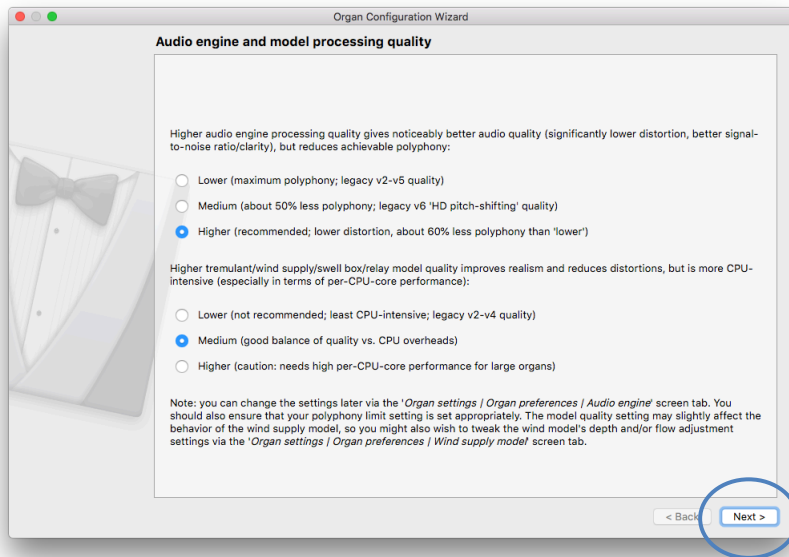 Organ Configuration Wizard
Audio engine and model processing quality
Higher audio engine processing quality gives noticeably better audio quality (significantly lower distortion, better signal-
to-noise ratio/clarity), but reduces achievable polyphony:
Lower (maximum polyphony; legacy v2-v5 quality)
Medium (about 50% less polyphony; legacy v6 'HD pitch-shifting' quality)
Higher (recommended; lower distortion, about 60% less polyphony than 'lower')
Higher tremulant/wind supply/swell box/relay model quality improves realism and reduces distortions, but is more CPU-
intensive (especially in terms of per-CPU-core performance):
Lower (not recommended; least CPU-intensive; legacy v2-v4 quality)
Medium (good balance of quality vs. CPU overheads)
Higher (caution: needs high per-CPU-core performance for large organs)
Note: you can change the settings later via the 'Organ settings | Organ preferences | Audio engine' screen tab. You
should also ensure that your polyphony limit setting is set appropriately. The model quality setting may slightly affect the
behavior of the wind supply model, so you might also wish to tweak the wind model's depth and/or flow adjustment
settings via the 'Organ settings | Organ preferences | Wind supply model' screen tab.
< Back
Next >